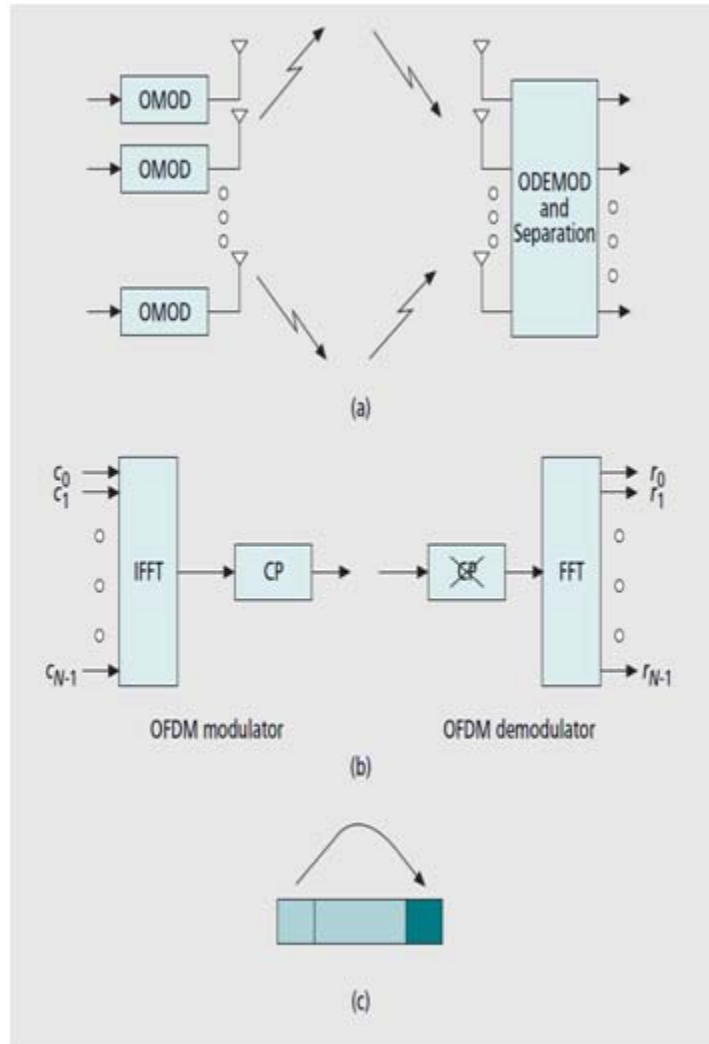 OMOD
OMOD
OMOD
ODEMOD
and
Separation
(a)
c0
c1
cN-1
IFFT
CP
CP
FFT
r0
r1
rN-1
OFDM modulator
OFDM demodulator
(b)
(c)